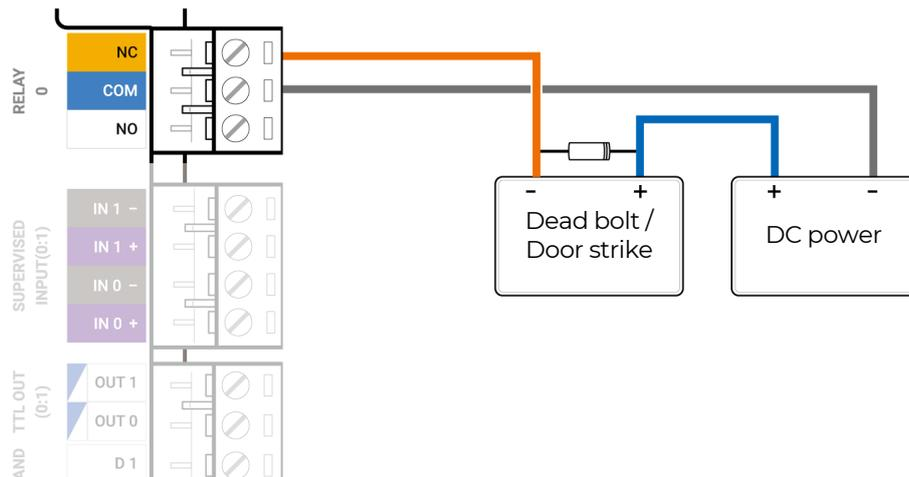 RELAY
0
NC
COM
NO
SUPERVISED
INPUT(0:1)
IN 1 −
IN 1 +
IN 0 −
IN 0 +
TTL OUT
(0:1)
OUT 1
OUT 0
AND
D 1
− +
Dead bolt /
Door strike
+ −
DC power